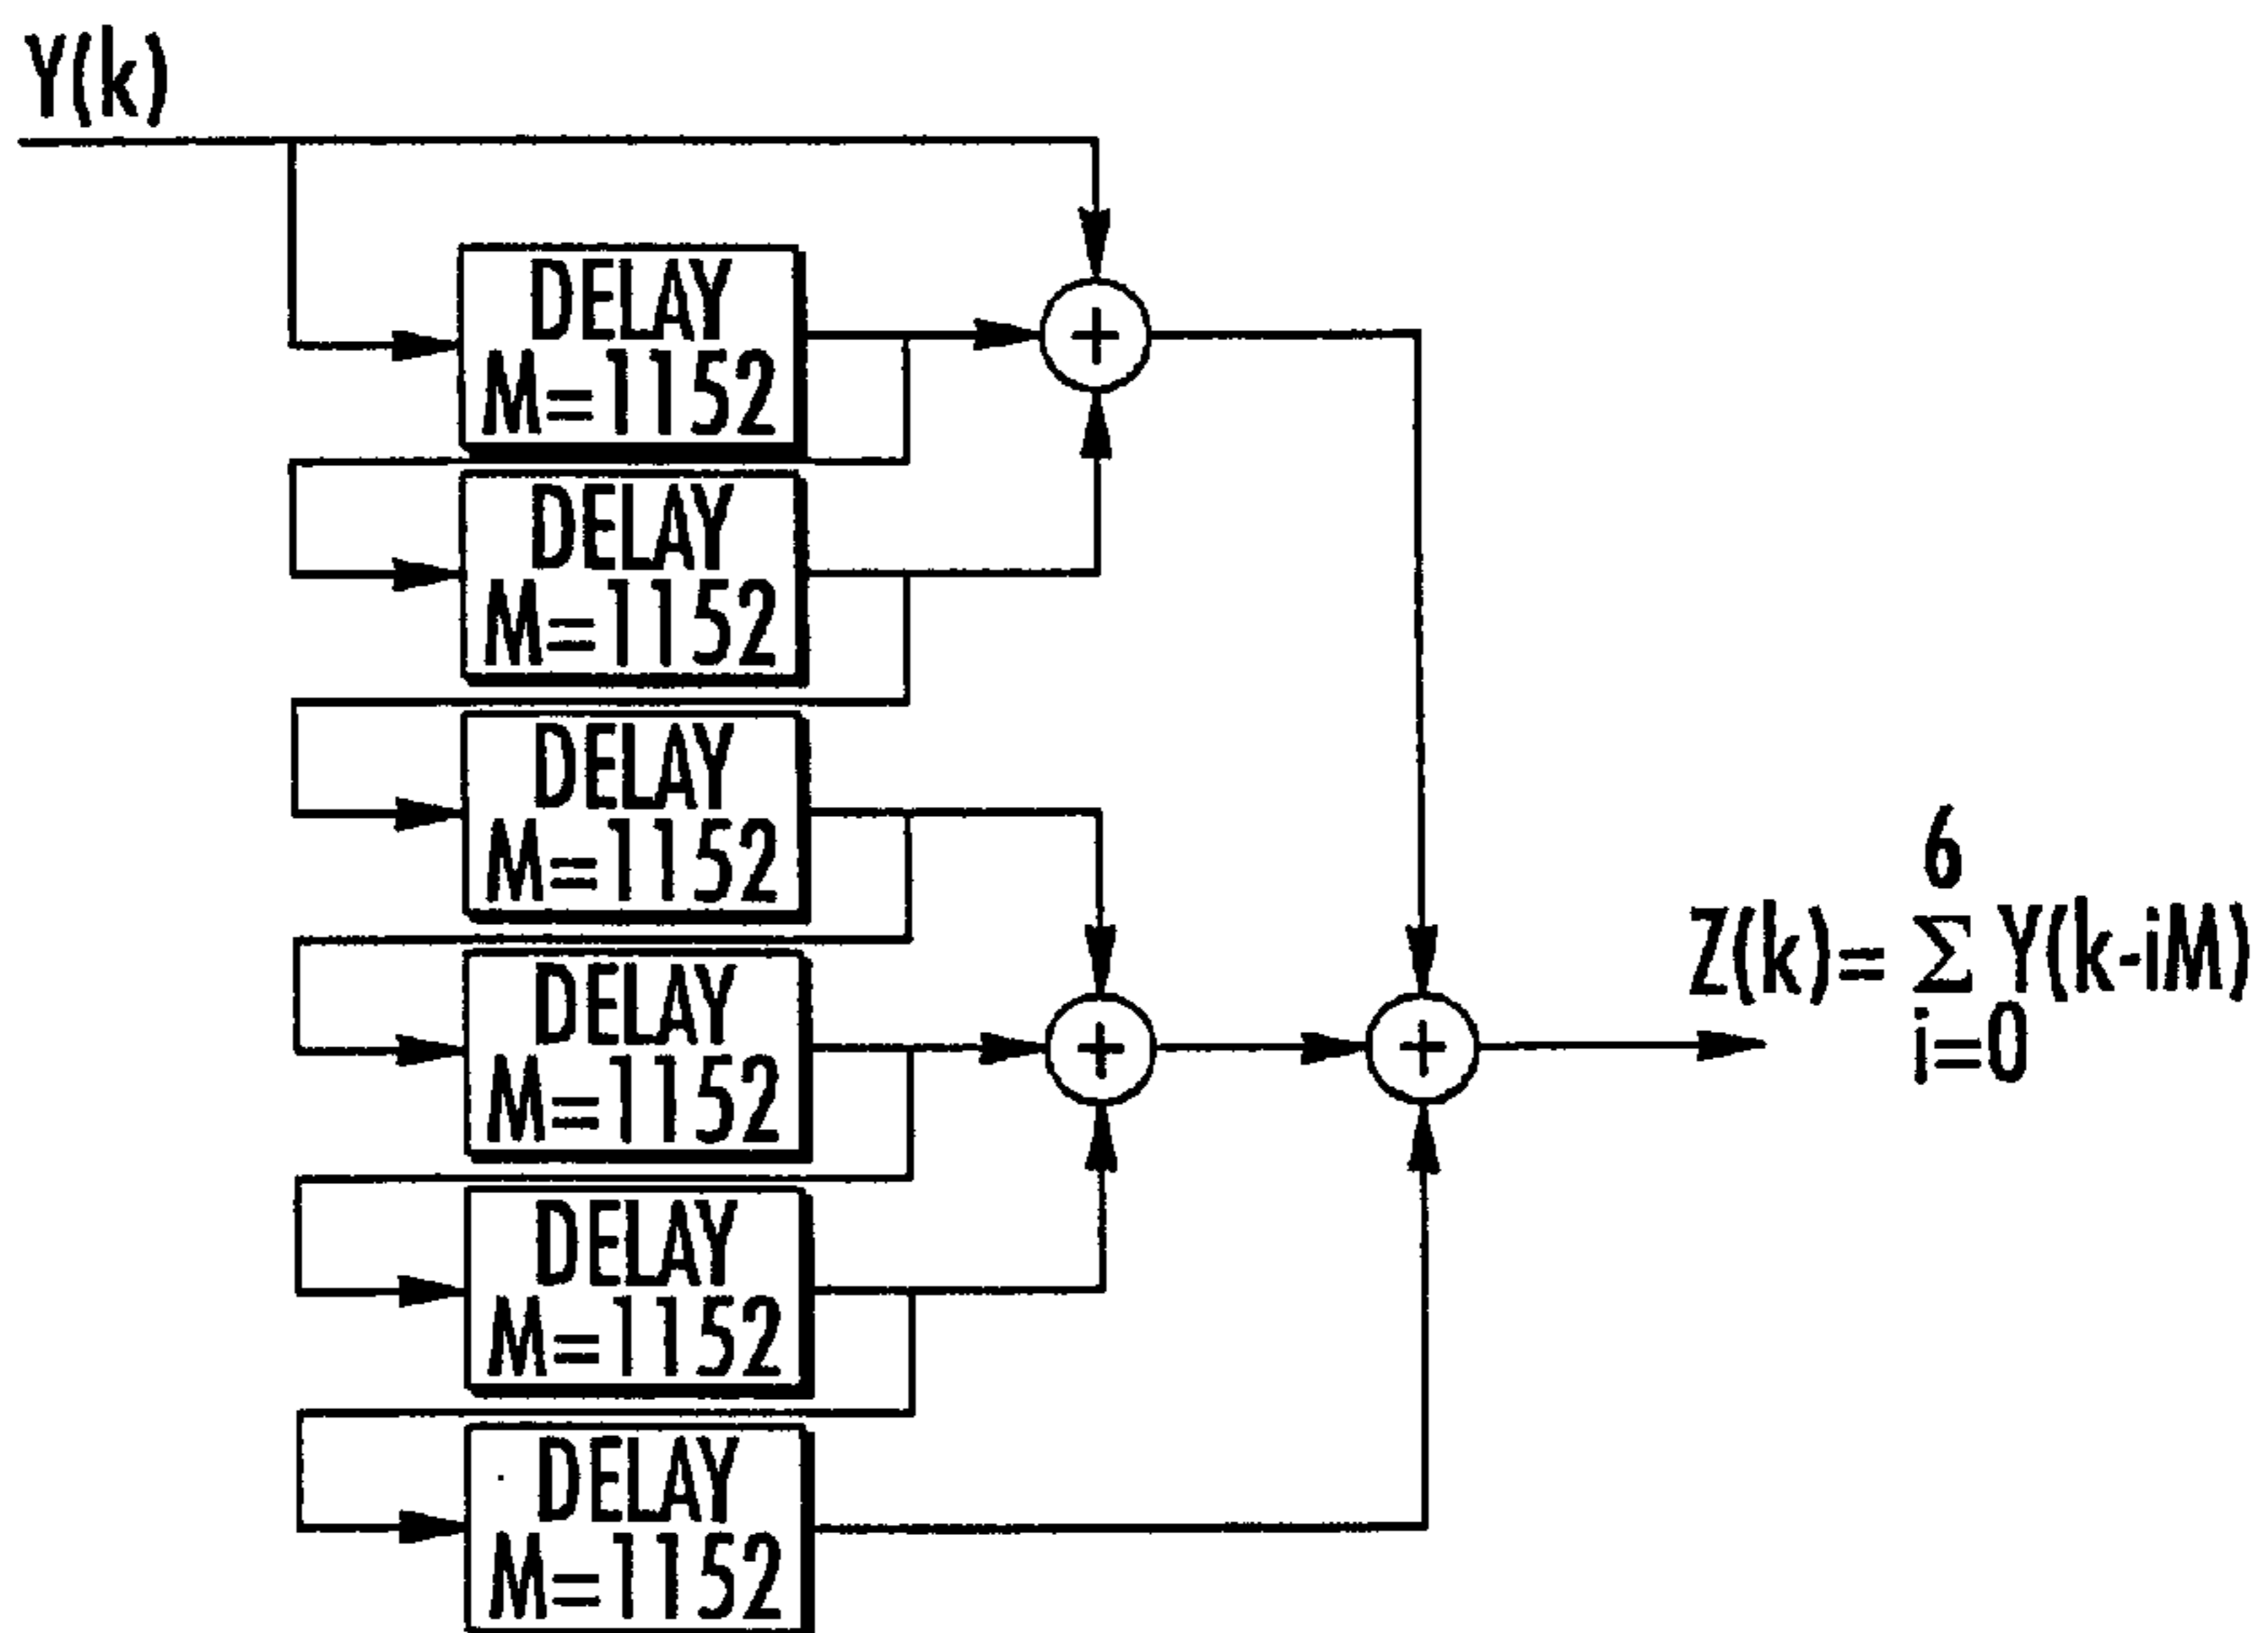 Y(k)
DELAY
M=1152
DELAY
M=1152
DELAY
M=1152
DELAY
M=1152
DELAY
M=1152
DELAY
M=1152
+
+
+
6
Z(k)= Σ Y(k-iM)
i=0